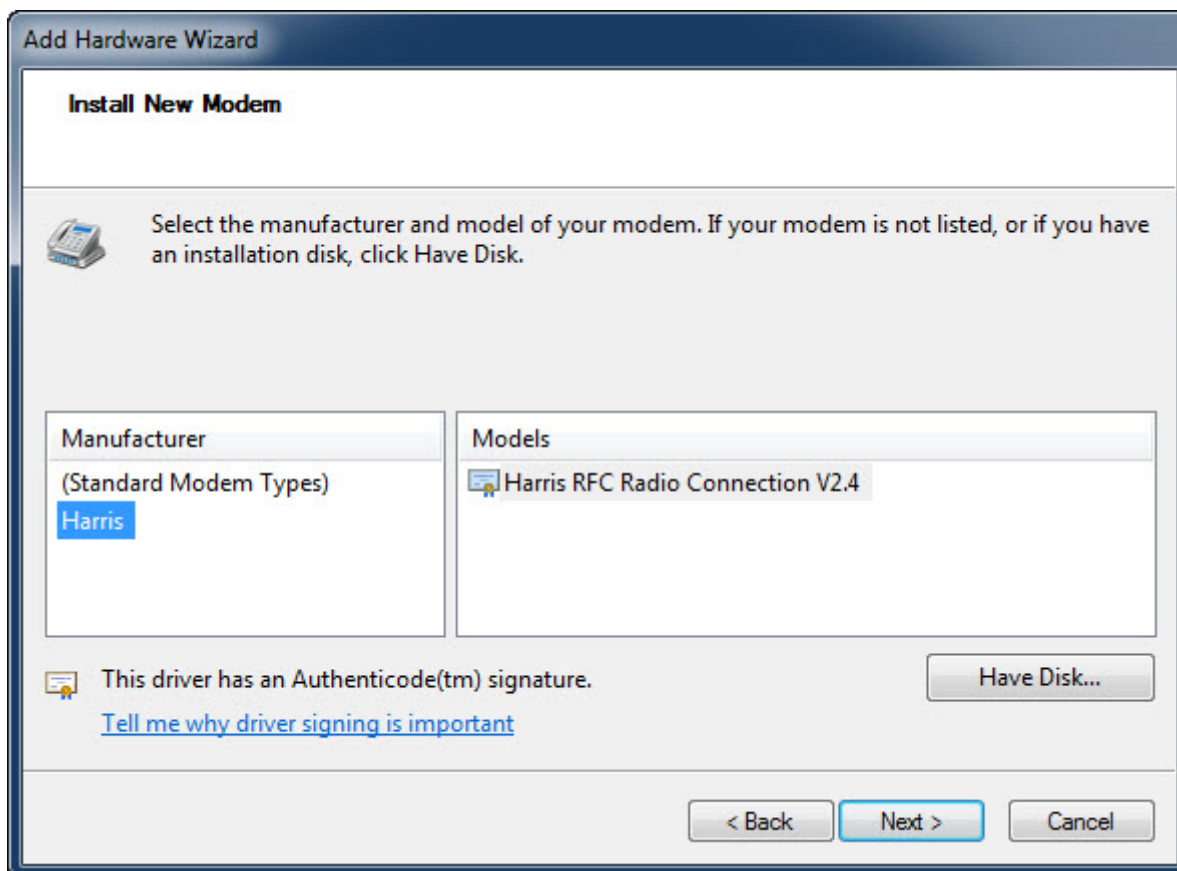 Add Hardware Wizard
Install New Modem
Select the manufacturer and model of your modem. If your modem is not listed, or if you have
an installation disk, click Have Disk.
Manufacturer
(Standard Modem Types)
Harris
Models
Harris RFC Radio Connection V2.4
This driver has an Authenticode(tm) signature.
Have Disk...
Tell me why driver signing is important
< Back
Next >
Cancel